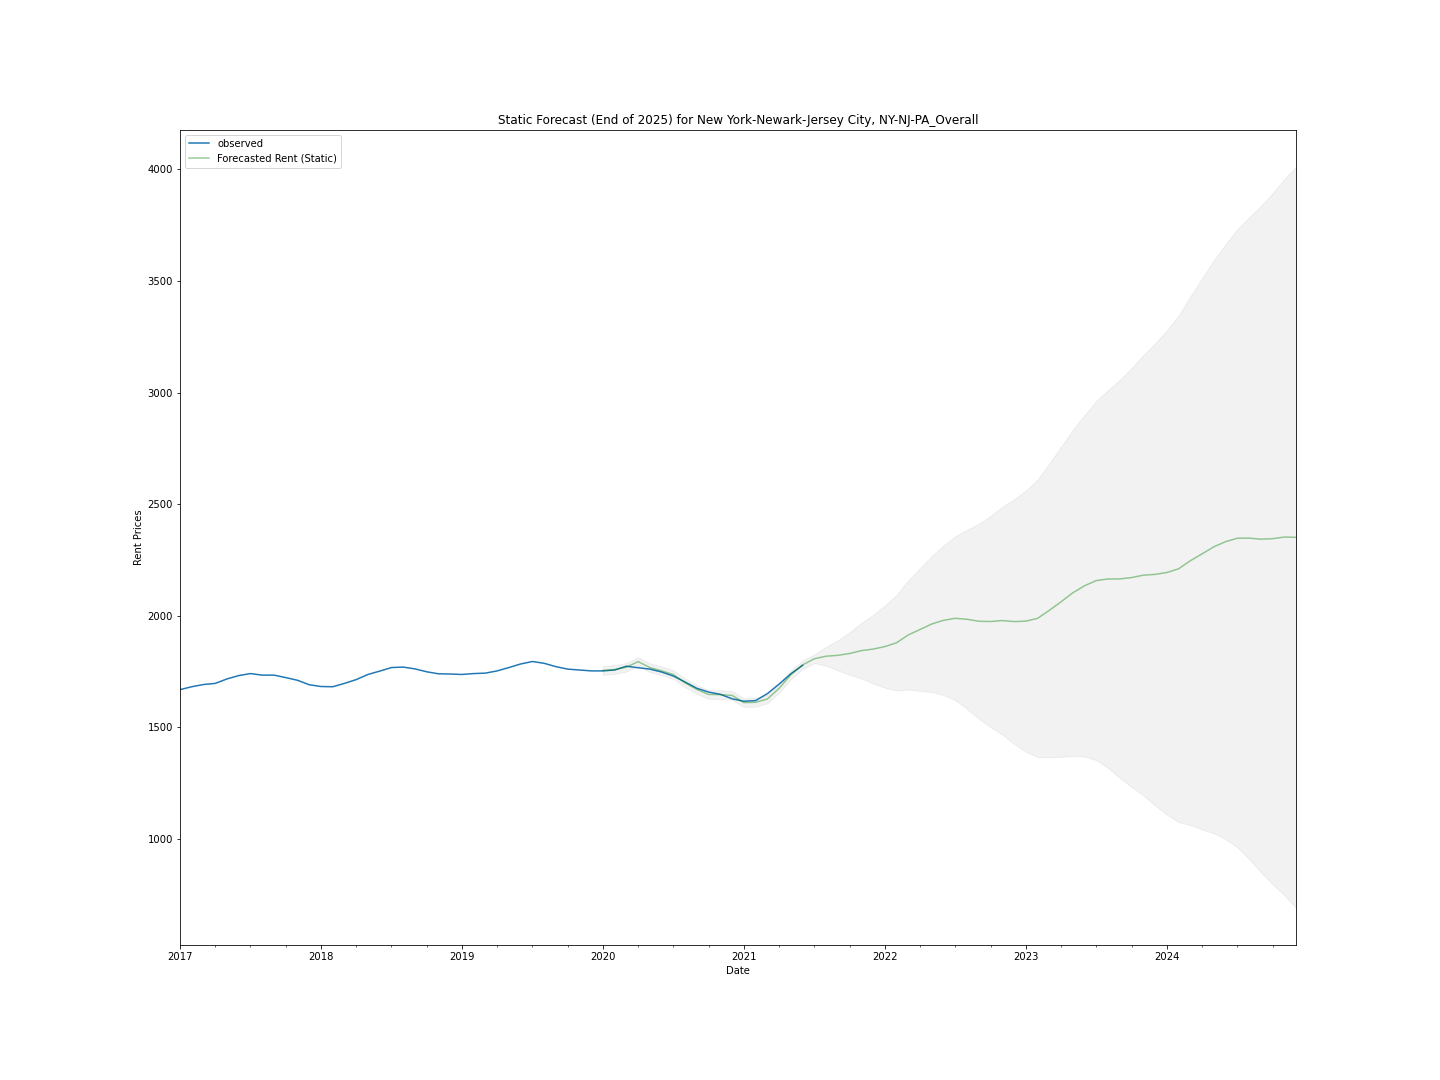 Static Forecast (End of 2025) for New York-Newark-Jersey City, NY-NJ-PA_Overall
observed
Forecasted Rent (Static)
4000
3500
3000
2500
2000
1500
1000
Rent Prices
2017 2018 2019 2020 2021 2022 2023 2024
Date